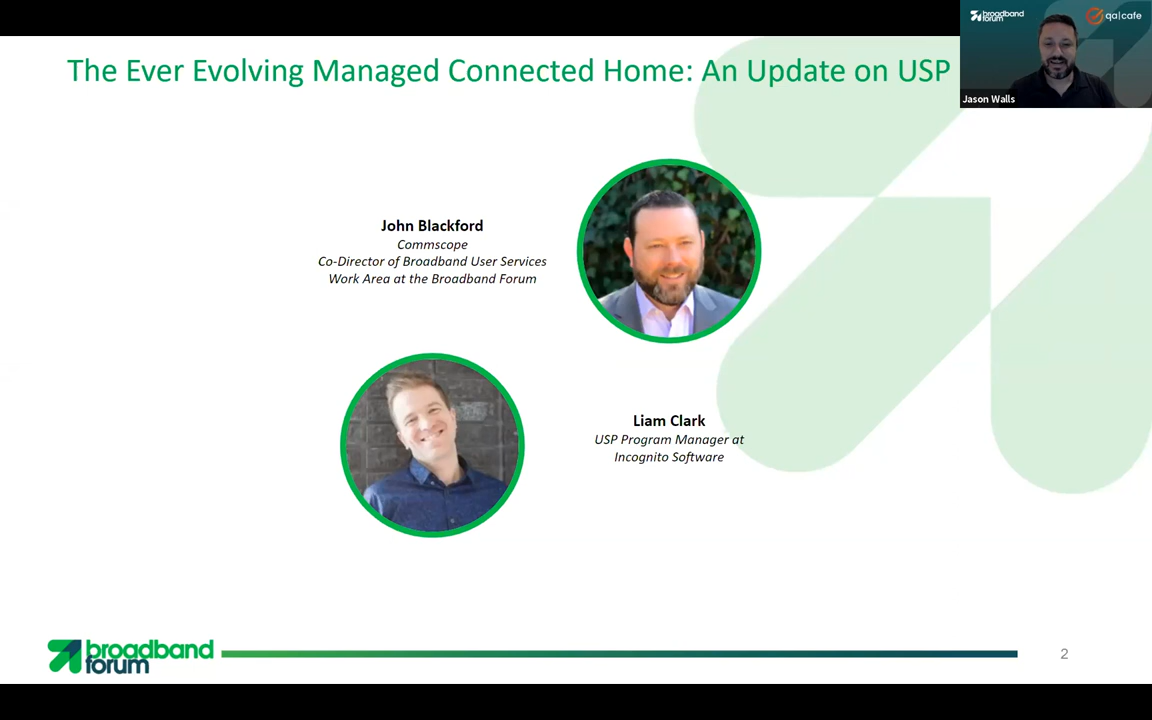 broadband
forum
qa|cafe
Jason Walls
The Ever Evolving Managed Connected Home: An Update on USP
John Blackford
Commscope
Co-Director of Broadband User Services
Work Area at the Broadband Forum
Liam Clark
USP Program Manager at
Incognito Software
broadband
forum
2